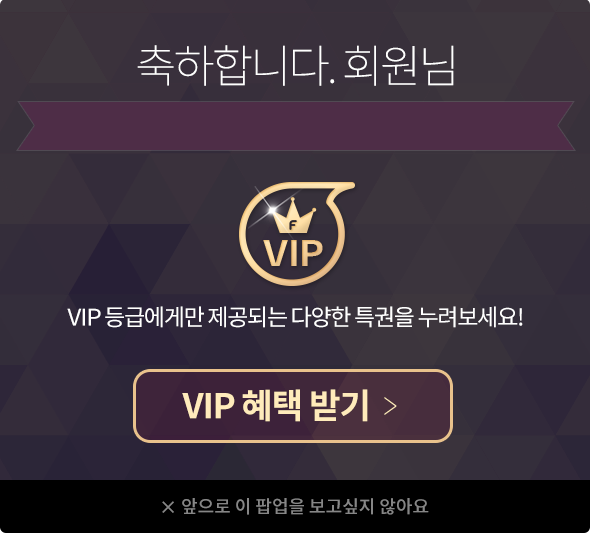 축하합니다. 회원님
F
VIP
VIP 등급에게만 제공되는 다양한 특권을 누려보세요!
VIP 혜택 받기 >
× 앞으로 이 팝업을 보고싶지 않아요